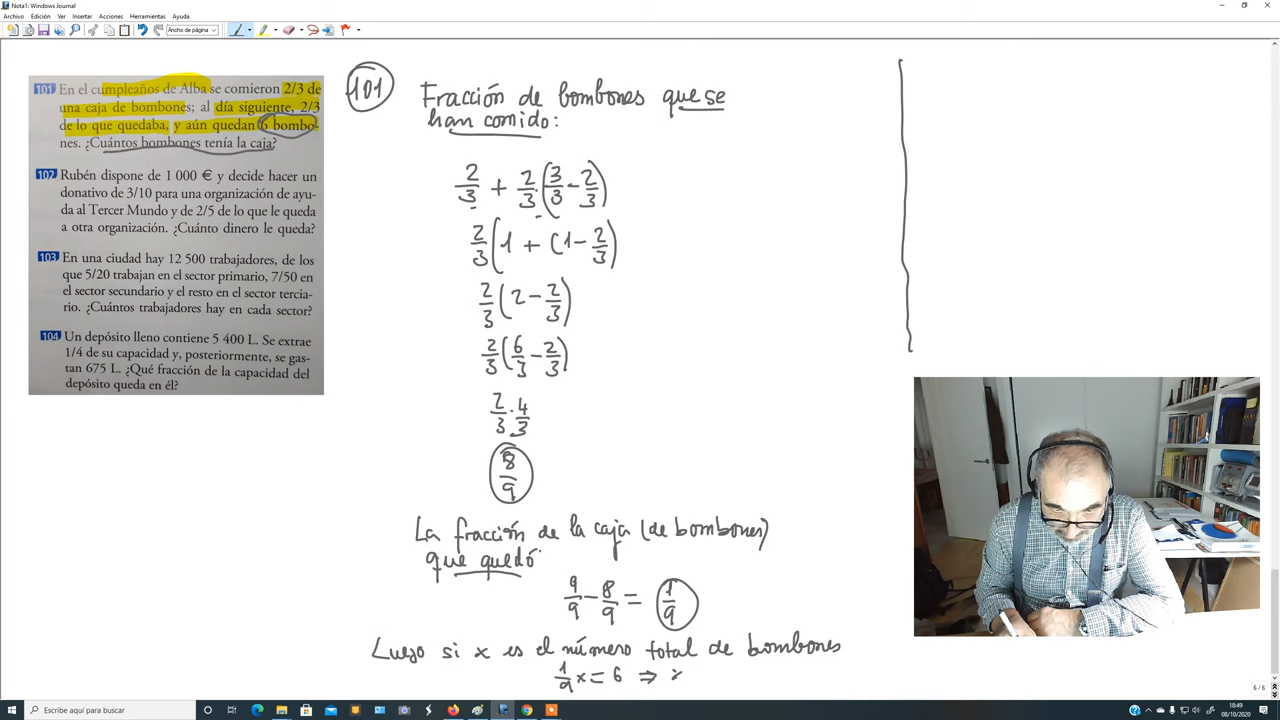 Nota1: Windows Journal
Archivo Edición Ver Insertar Acciones Herramientas Ayuda
Ancho de página
101 En el cumpleaños de Alba se comieron 2/3 de
una caja de bombones; al día siguiente, 2/3
de lo que quedaba, y aún quedan 6 bombo-
nes. ¿Cuántos bombones tenía la caja?
102 Rubén dispone de 1 000 € y decide hacer un
donativo de 3/10 para una organización de ayu-
da al Tercer Mundo y de 2/5 de lo que le queda
a otra organización. ¿Cuánto dinero le queda?
103 En una ciudad hay 12 500 trabajadores, de los
que 5/20 trabajan en el sector primario, 7/50 en
el sector secundario y el resto en el sector tercia-
rio. ¿Cuántos trabajadores hay en cada sector?
104 Un depósito lleno contiene 5 400 L. Se extrae
1/4 de su capacidad y, posteriormente, se gas-
tan 675 L. ¿Qué fracción de la capacidad del
depósito queda en él?
101 Fracción de bombones que se
han comido:
2/3 + 2/3·(3/3 - 2/3)
2/3(1 + (1 - 2/3)
2/3(2 - 2/3)
2/3(6/3 - 2/3)
2/3 · 4/3
8/9
La fracción de la caja (de bombones)
que quedó
9/9 - 8/9 = 1/9
Luego si x es el número total de bombones
1/9 x = 6 ⇒
6 / 6
Escribe aquí para buscar
18:49
08/10/2020